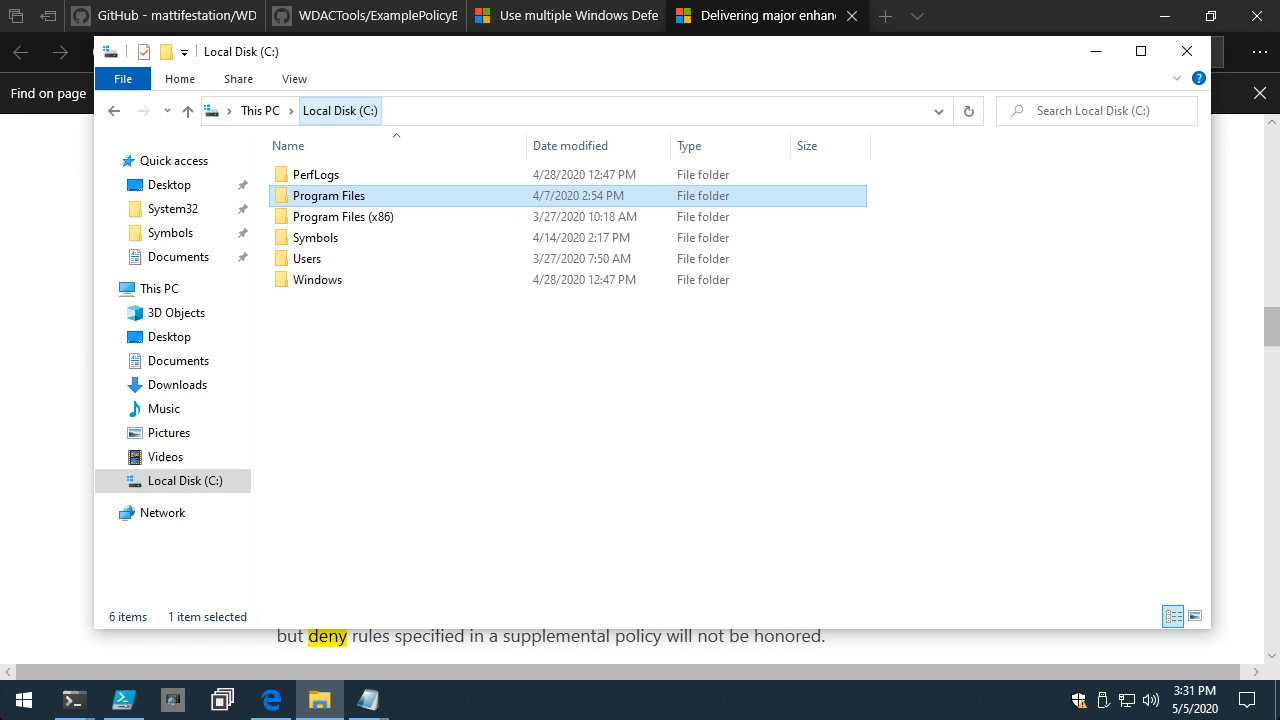 GitHub - mattifestation/WD
WDACTools/ExamplePolicyB
Use multiple Windows Defe
Delivering major enhan
Find on page
Local Disk (C:)
File
Home
Share
View
This PC
Local Disk (C:)
Search Local Disk (C:)
Name
Date modified
Type
Size
Quick access
Desktop
System32
Symbols
Documents
This PC
3D Objects
Desktop
Documents
Downloads
Music
Pictures
Videos
Local Disk (C:)
Network
PerfLogs 4/28/2020 12:47 PM File folder
Program Files 4/7/2020 2:54 PM File folder
Program Files (x86) 3/27/2020 10:18 AM File folder
Symbols 4/14/2020 2:17 PM File folder
Users 3/27/2020 7:50 AM File folder
Windows 4/28/2020 12:47 PM File folder
6 items
1 item selected
but deny rules specified in a supplemental policy will not be honored.
3:31 PM
5/5/2020